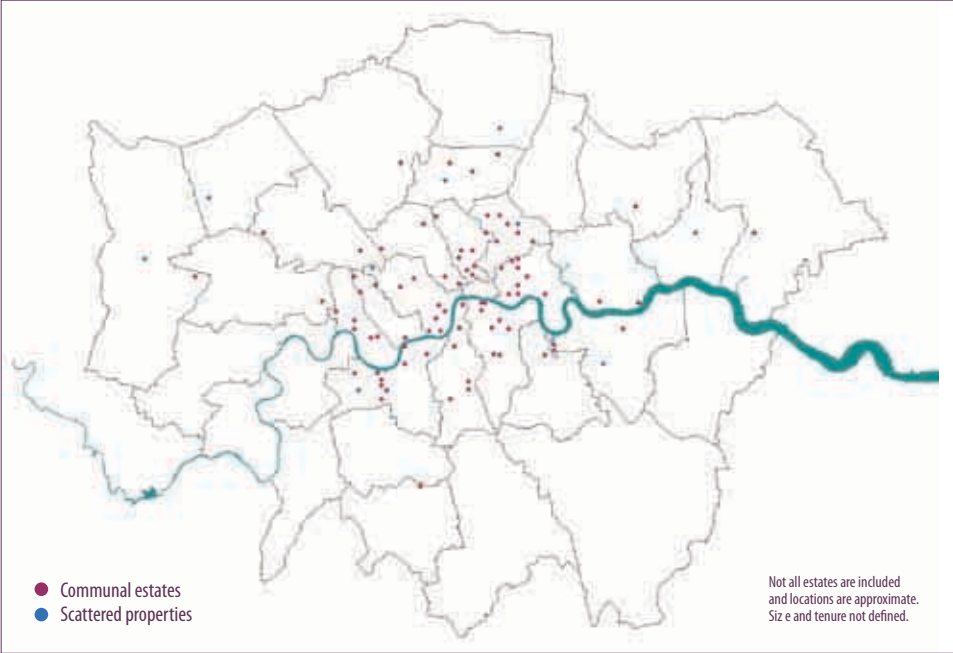 Communal estates
Scattered properties
Not all estates are included
and locations are approximate.
Siz e and tenure not defined.